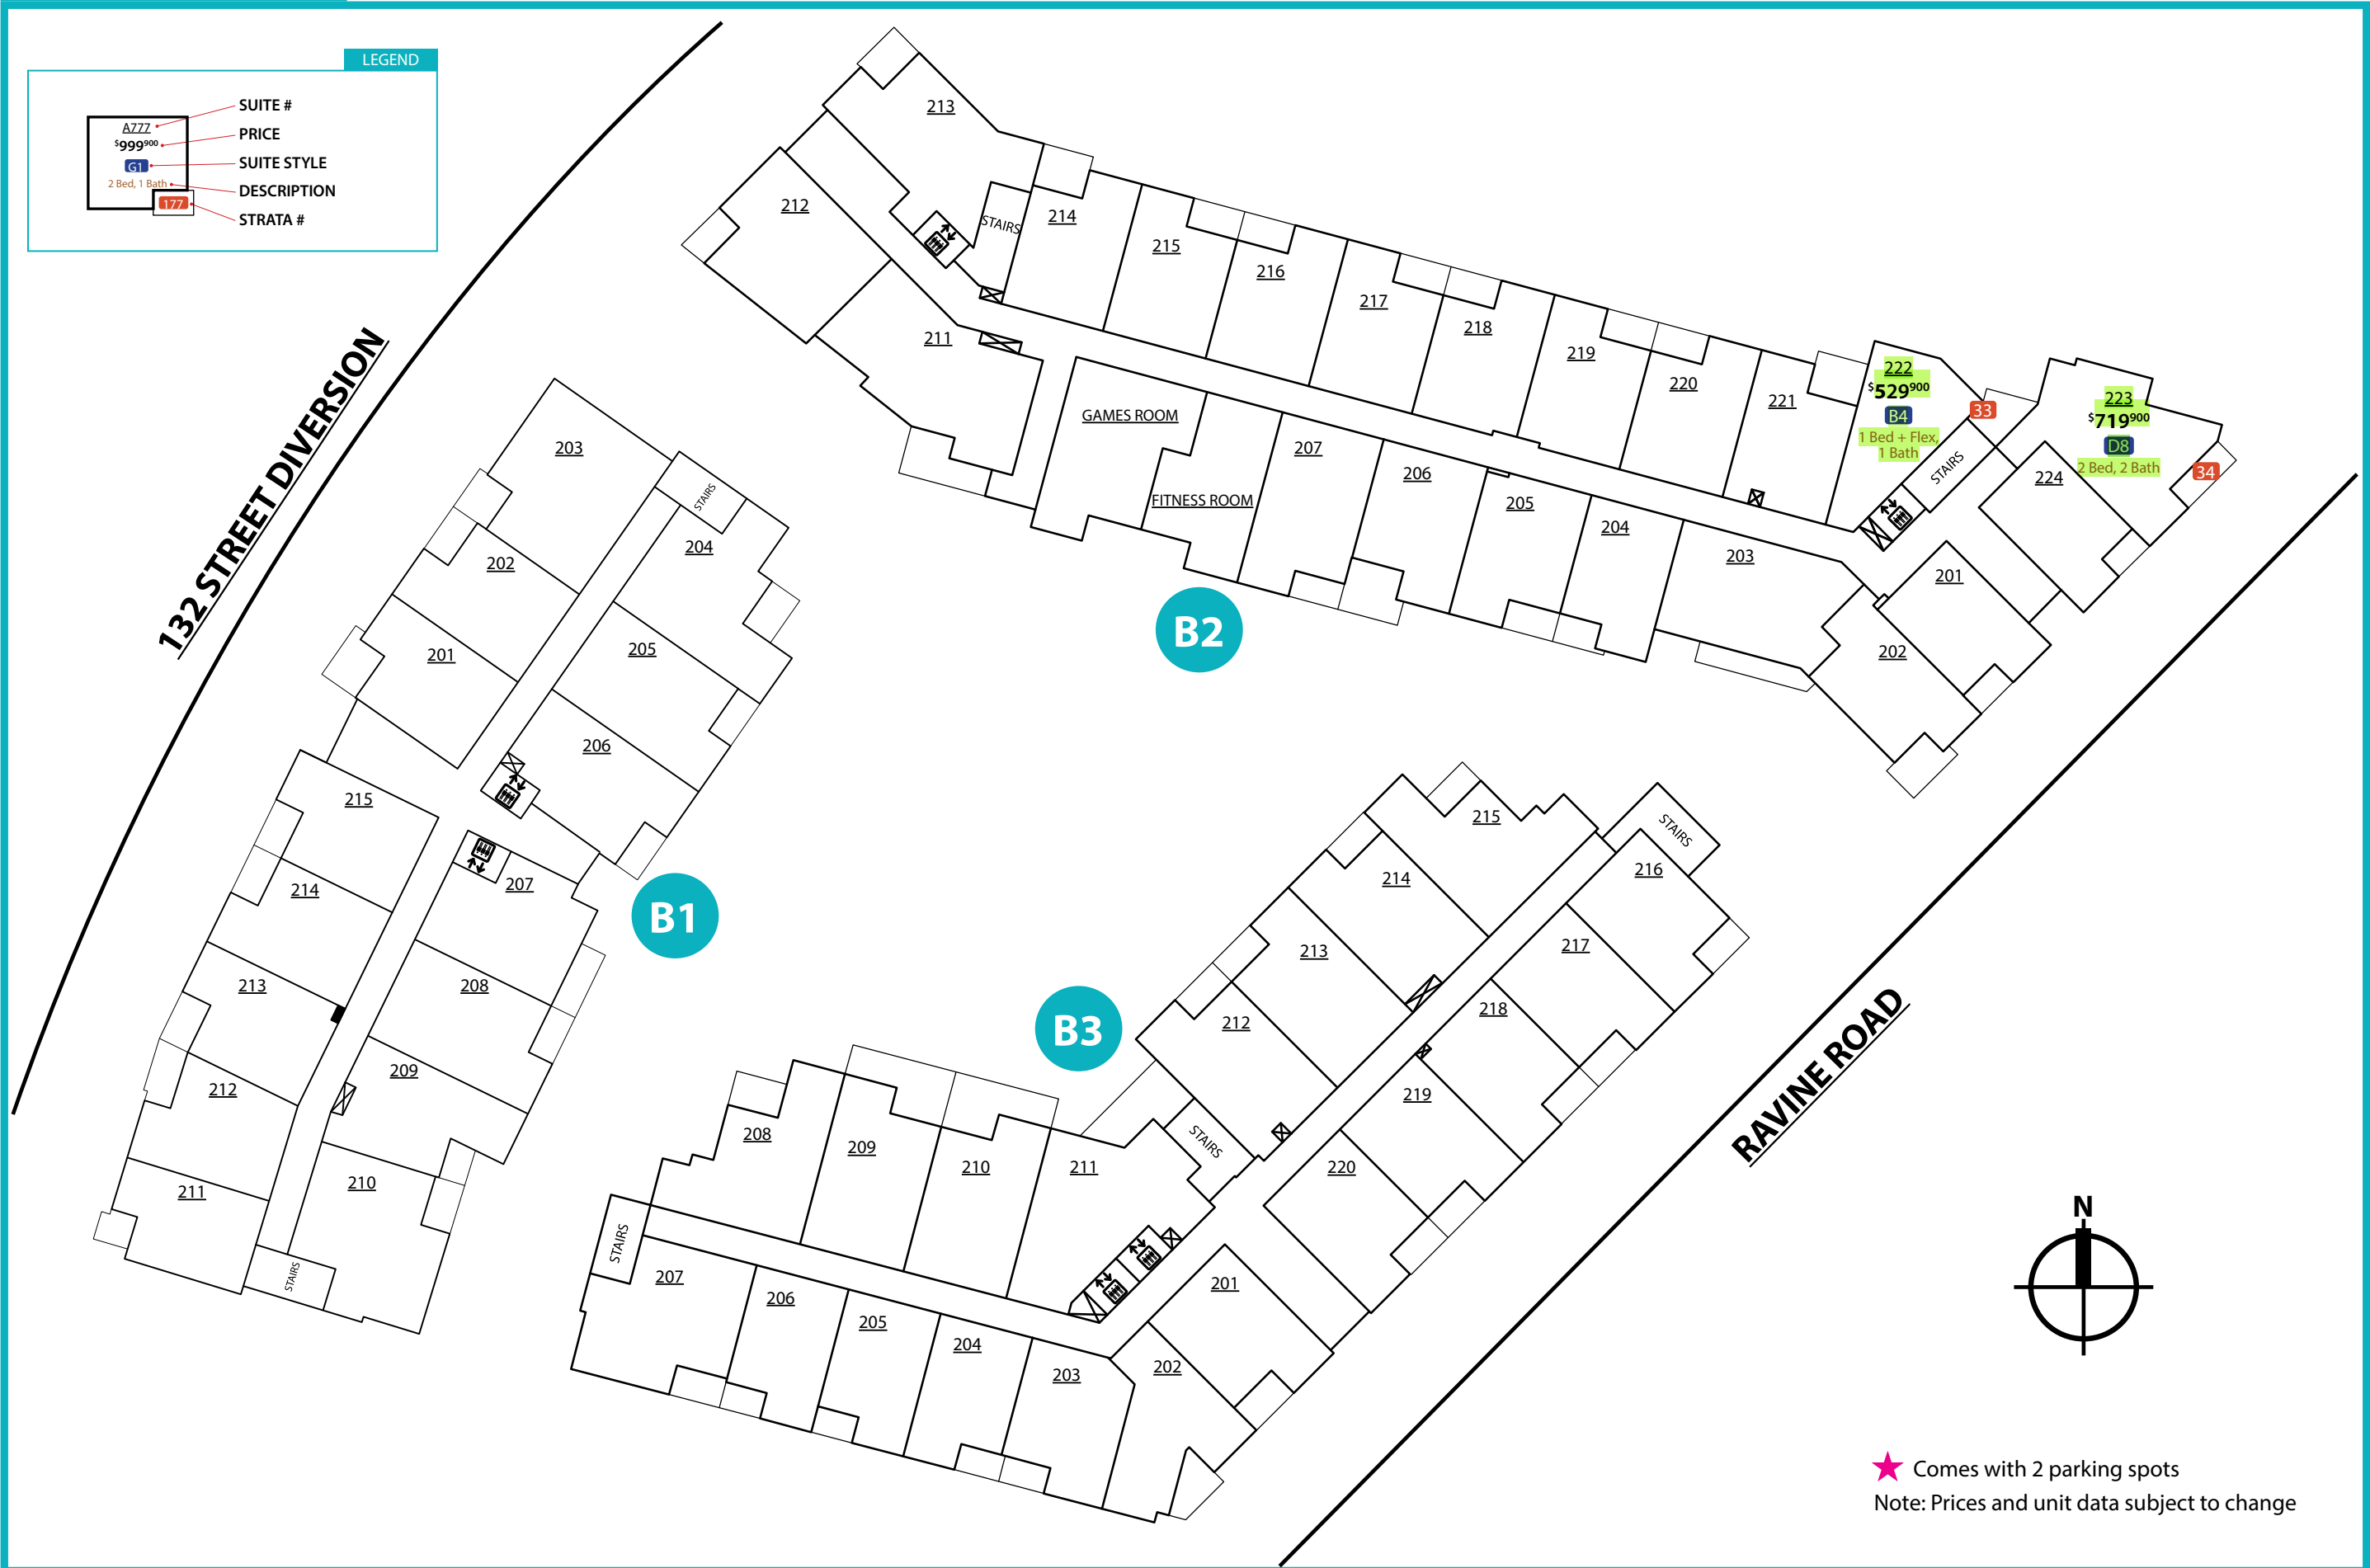 LEGEND
A777
$999900
G1
2 Bed, 1 Bath
177
SUITE #
PRICE
SUITE STYLE
DESCRIPTION
STRATA #
132 STREET DIVERSION
213
212
STAIRS
214
215
216
211
217
218
219
220
221
222
$529900
B4
1 Bed + Flex,
1 Bath
33
STAIRS
223
$719900
D8
2 Bed, 2 Bath
34
224
GAMES ROOM
FITNESS ROOM
207
206
205
204
203
201
202
B2
203
STAIRS
204
202
205
201
206
215
207
214
208
213
209
212
210
211
STAIRS
B1
215
STAIRS
216
214
217
213
218
212
219
220
B3
STAIRS
208
209
210
211
STAIRS
207
206
205
204
203
202
201
RAVINE ROAD
N
Comes with 2 parking spots
Note: Prices and unit data subject to change